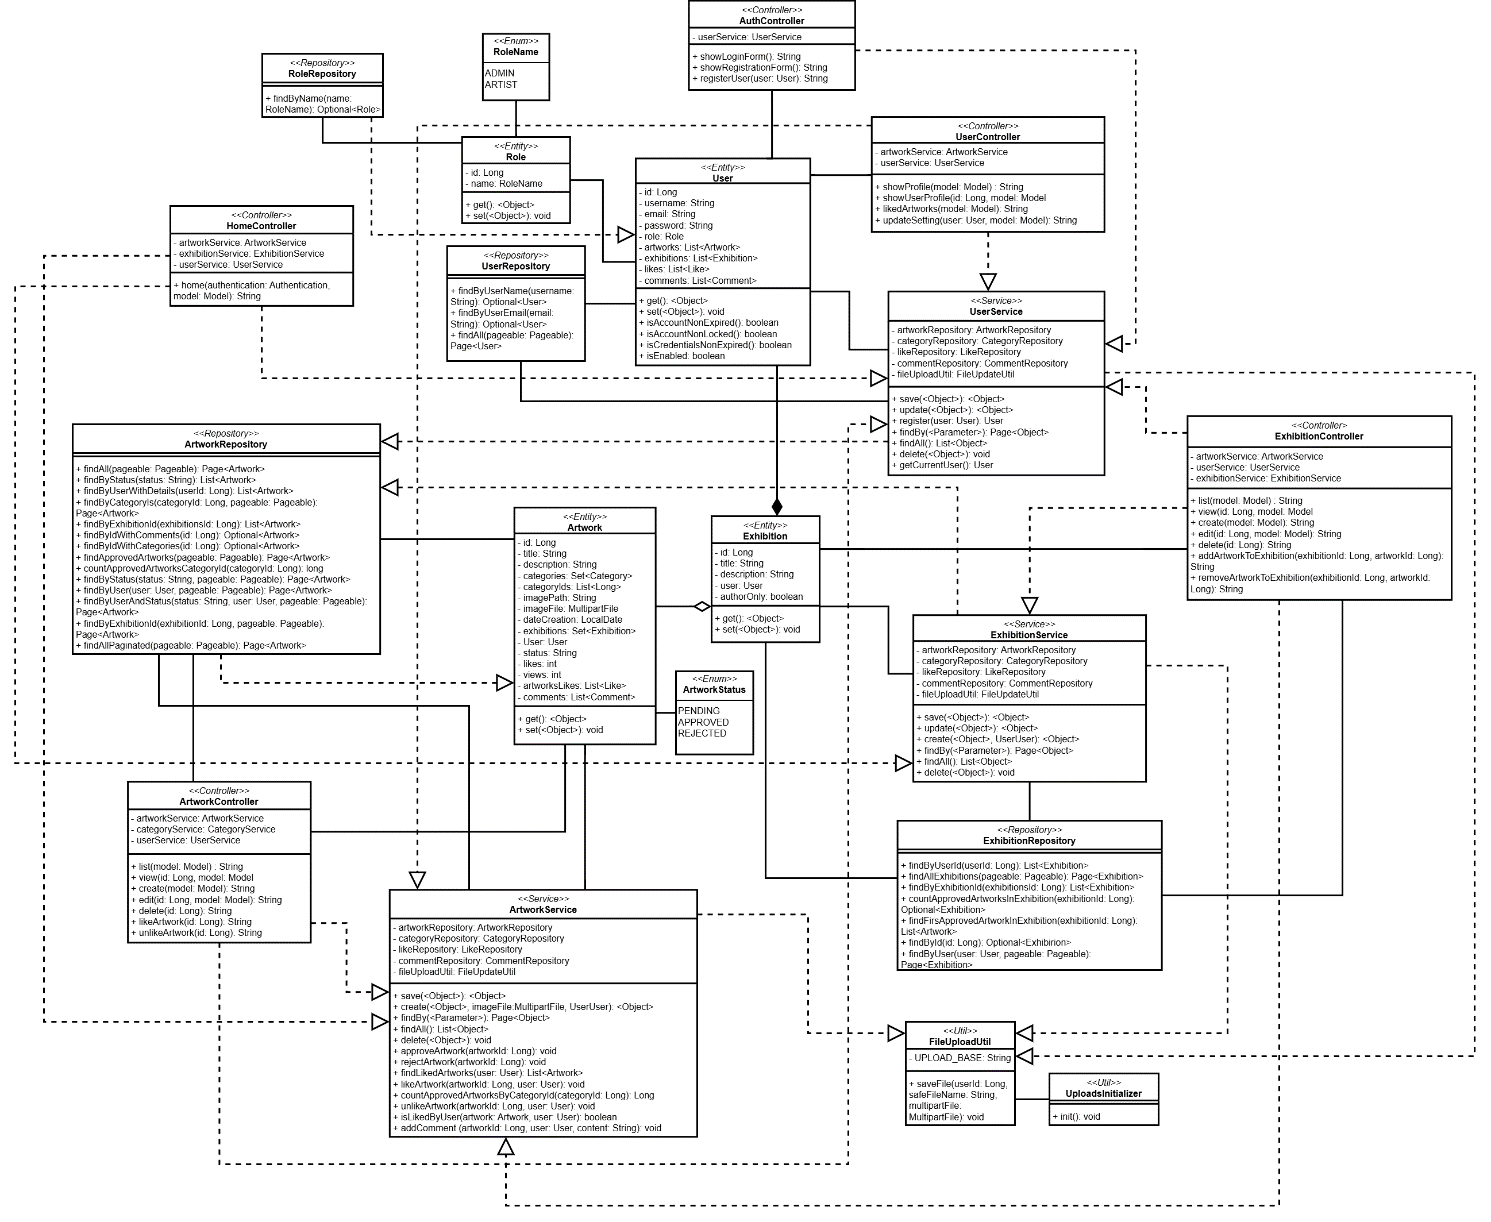 <<Controller>>
AuthController
- userService: UserService
+ showLoginForm(): String
+ showRegistrationForm(): String
+ registerUser(user: User): String
<<Enum>>
RoleName
ADMIN
ARTIST
<<Repository>>
RoleRepository
+ findByName(name:
RoleName): Optional<Role>
<<Controller>>
UserController
- artworkService: ArtworkService
- userService: UserService
+ showProfile(model: Model) : String
+ showUserProfile(id: Long, model: Model
+ likedArtworks(model: Model): String
+ updateSetting(user: User, model: Model): String
<<Entity>>
Role
- id: Long
- name: RoleName
+ get(): <Object>
+ set(<Object>): void
<<Entity>>
User
- id: Long
- username: String
- email: String
- password: String
- role: Role
- artworks: List<Artwork>
- exhibitions: List<Exhibition>
- likes: List<Like>
- comments: List<Comment>
+ get(): <Object>
+ set(<Object>): void
+ isAccountNonExpired(): boolean
+ isAccountNonLocked(): boolean
+ isCredentialsNonExpired(): boolean
+ isEnabled: boolean
<<Controller>>
HomeController
- artworkService: ArtworkService
- exhibitionService: ExhibitionService
- userService: UserService
+ home(authentication: Authentication,
model: Model): String
<<Repository>>
UserRepository
+ findByUserName(username:
String): Optional<User>
+ findByUserEmail(email:
String): Optional<User>
+ findAll(pageable: Pageable):
Page<User>
<<Service>>
UserService
- artworkRepository: ArtworkRepository
- categoryRepository: CategoryRepository
- likeRepository: LikeRepository
- commentRepository: CommentRepository
- fileUploadUtil: FileUpdateUtil
+ save(<Object>): <Object>
+ update(<Object>): <Object>
+ register(user: User): User
+ findBy(<Parameter>): Page<Object>
+ findAll(): List<Object>
+ delete(<Object>): void
+ getCurrentUser(): User
<<Controller>
ExhibitionController
- artworkService: ArtworkService
- userService: UserService
- exhibitionService: ExhibitionService
+ list(model: Model) : String
+ view(id: Long, model: Model
+ create(model: Model): String
+ edit(id: Long, model: Model): String
+ delete(id: Long): String
+ addArtworkToExhibition(exhibitionId: Long, artworkId: Long):
String
+ removeArtworkToExhibition(exhibitionId: Long, artworkId:
Long): String
<<Repository>>
ArtworkRepository
+ findAll(pageable: Pageable): Page<Artwork>
+ findByStatus(status: String): List<Artwork>
+ findByUserWithDetails(userId: Long): List<Artwork>
+ findByCategoryIs(categoryId: Long, pageable: Pageable):
Page<Artwork>
+ findByExhibitionId(exhibitionsId: Long): List<Artwork>
+ findByIdWithComments(id: Long): Optional<Artwork>
+ findByIdWithCategories(id: Long): Optional<Artwork>
+ findApprovedArtworks(pageable: Pageable): Page<Artwork>
+ countApprovedArtworksCategoryId(categoryId: Long): long
+ findByStatus(status: String, pageable: Pageable): Page<Artwork>
+ findByUser(user: User, pageable: Pageable): Page<Artwork>
+ findByUserAndStatus(status: String, user: User, pageable: Pageable):
Page<Artwork>
+ findByExhibitionId(exhibitionId: Long, pageable: Pageable):
Page<Artwork>
+ findAllPaginated(pageable: Pageable): Page<Artwork>
<<Entity>>
Artwork
- id: Long
- title: String
- description: String
- categories: Set<Category>
- categoryIds: List<Long>
- imagePath: String
- imageFile: MultipartFile
- dateCreation: LocalDate
- exhibitions: Set<Exhibition>
- User: User
- status: String
- likes: int
- views: int
- artworksLikes: List<Like>
- comments: List<Comment>
+ get(): <Object>
+ set(<Object>): void
<<Entity>>
Exhibition
- id: Long
- title: String
- description: String
- user: User
- authorOnly: boolean
+ get(): <Object>
+ set(<Object>): void
<<Enum>>
ArtworkStatus
PENDING
APPROVED
REJECTED
<<Service>>
ExhibitionService
- artworkRepository: ArtworkRepository
- categoryRepository: CategoryRepository
- likeRepository: LikeRepository
- commentRepository: CommentRepository
- fileUploadUtil: FileUpdateUtil
+ save(<Object>): <Object>
+ update(<Object>): <Object>
+ create(<Object>, UserUser): <Object>
+ findBy(<Parameter>): Page<Object>
+ findAll(): List<Object>
+ delete(<Object>): void
<<Controller>>
ArtworkController
- artworkService: ArtworkService
- categoryService: CategoryService
- userService: UserService
+ list(model: Model) : String
+ view(id: Long, model: Model
+ create(model: Model): String
+ edit(id: Long, model: Model): String
+ delete(id: Long): String
+ likeArtwork(id: Long): String
+ unlikeArtwork(id: Long): String
<<Repository>>
ExhibitionRepository
+ findByUserId(userId: Long): List<Exhibition>
+ findAllExhibitions(pageable: Pageable): Page<Exhibition>
+ findByExhibitionId(exhibitionsId: Long): List<Exhibition>
+ countApprovedArtworksInExhibition(exhibitionId: Long):
Optional<Exhibition>
+ findFirsApprovedArtworkInExhibition(exhibitionId: Long):
List<Artwork>
+ findById(id: Long): Optional<Exhibirion>
+ findByUser(user: User, pageable: Pageable):
Page<Exhibition>
<<Service>>
ArtworkService
- artworkRepository: ArtworkRepository
- categoryRepository: CategoryRepository
- likeRepository: LikeRepository
- commentRepository: CommentRepository
- fileUploadUtil: FileUpdateUtil
+ save(<Object>): <Object>
+ create(<Object>, imageFile:MultipartFile, UserUser): <Object>
+ findBy(<Parameter>): Page<Object>
+ findAll(): List<Object>
+ delete(<Object>): void
+ approveArtwork(artworkId: Long): void
+ rejectArtwork(artworkId: Long): void
+ findLikedArtworks(user: User): List<Artwork>
+ likeArtwork(artworkId: Long, user: User): void
+ countApprovedArtworksByCategoryId(categoryId: Long): Long
+ unlikeArtwork(artworkId: Long, user: User): void
+ isLikedByUser(artwork: Artwork, user: User): boolean
+ addComment (artworkId: Long, user: User, content: String): void
<<Util>>
FileUploadUtil
- UPLOAD_BASE: String
+ saveFile(userId: Long,
safeFileName: String,
multipartFile.
MultipartFile): void
<<Util>>
UploadsInitializer
+ init(): void